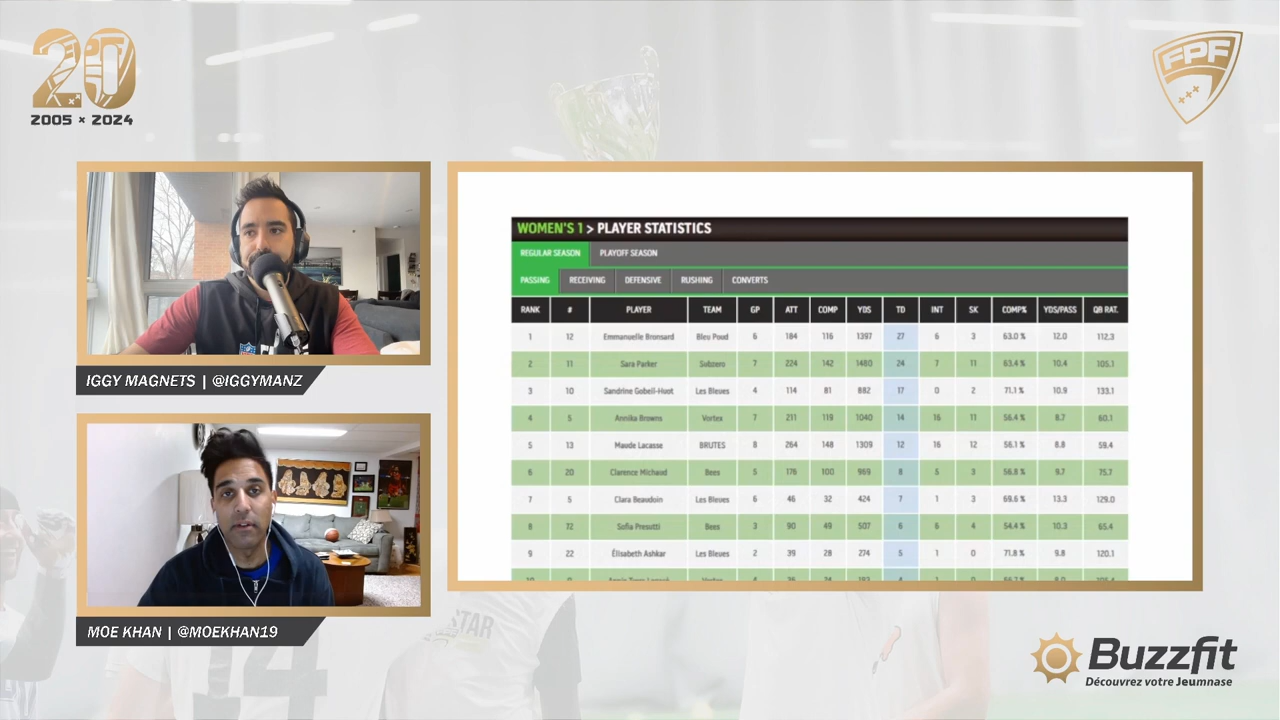 20
2005 × 2024
FPF
IGGY MAGNETS | @IGGYMANZ
MOE KHAN | @MOEKHAN19
WOMEN'S 1 > PLAYER STATISTICS
REGULAR SEASON PLAYOFF SEASON
PASSING RECEIVING DEFENSIVE RUSHING CONVERTS
RANK # PLAYER TEAM GP ATT COMP YDS TD INT SK COMP% YDS/PASS QB RAT.
1 12 Emmanuelle Bronsard Bleu Poud 6 184 116 1397 27 6 3 63.0 % 12.0 112.3
2 11 Sara Parker Subzero 7 224 142 1480 24 7 11 63.4 % 10.4 105.1
3 10 Sandrine Gobeil-Huot Les Bleues 4 114 81 882 17 0 2 71.1 % 10.9 133.1
4 5 Annika Browns Vortex 7 211 119 1040 14 16 11 56.4 % 8.7 60.1
5 13 Maude Lacasse BRUTES 8 264 148 1309 12 16 12 56.1 % 8.8 59.4
6 20 Clarence Michaud Bees 5 176 100 969 8 5 3 56.8 % 9.7 75.7
7 5 Clara Beaudoin Les Bleues 6 46 32 424 7 1 3 69.6 % 13.3 129.0
8 72 Sofia Presutti Bees 3 90 49 507 6 6 4 54.4 % 10.3 65.4
9 22 Élisabeth Ashkar Les Bleues 2 39 28 274 5 1 0 71.8 % 9.8 120.1
STAR
14
Buzzfit
Découvrez votre Jeumnase